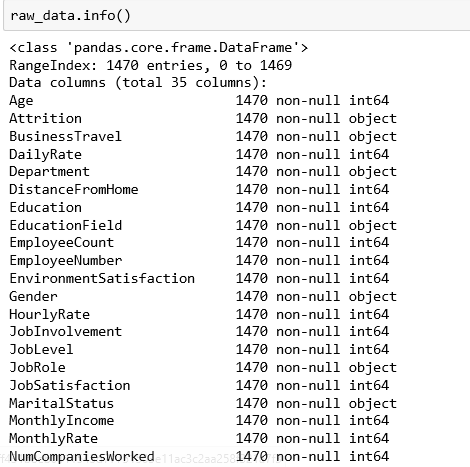 raw_data.info()
<class 'pandas.core.frame.DataFrame'>
RangeIndex: 1470 entries, 0 to 1469
Data columns (total 35 columns):
Age 1470 non-null int64
Attrition 1470 non-null object
BusinessTravel 1470 non-null object
DailyRate 1470 non-null int64
Department 1470 non-null object
DistanceFromHome 1470 non-null int64
Education 1470 non-null int64
EducationField 1470 non-null object
EmployeeCount 1470 non-null int64
EmployeeNumber 1470 non-null int64
EnvironmentSatisfaction 1470 non-null int64
Gender 1470 non-null object
HourlyRate 1470 non-null int64
JobInvolvement 1470 non-null int64
JobLevel 1470 non-null int64
JobRole 1470 non-null object
JobSatisfaction 1470 non-null int64
MaritalStatus 1470 non-null object
MonthlyIncome 1470 non-null int64
MonthlyRate 1470 non-null int64
NumCompaniesWorked 1470 non-null int64